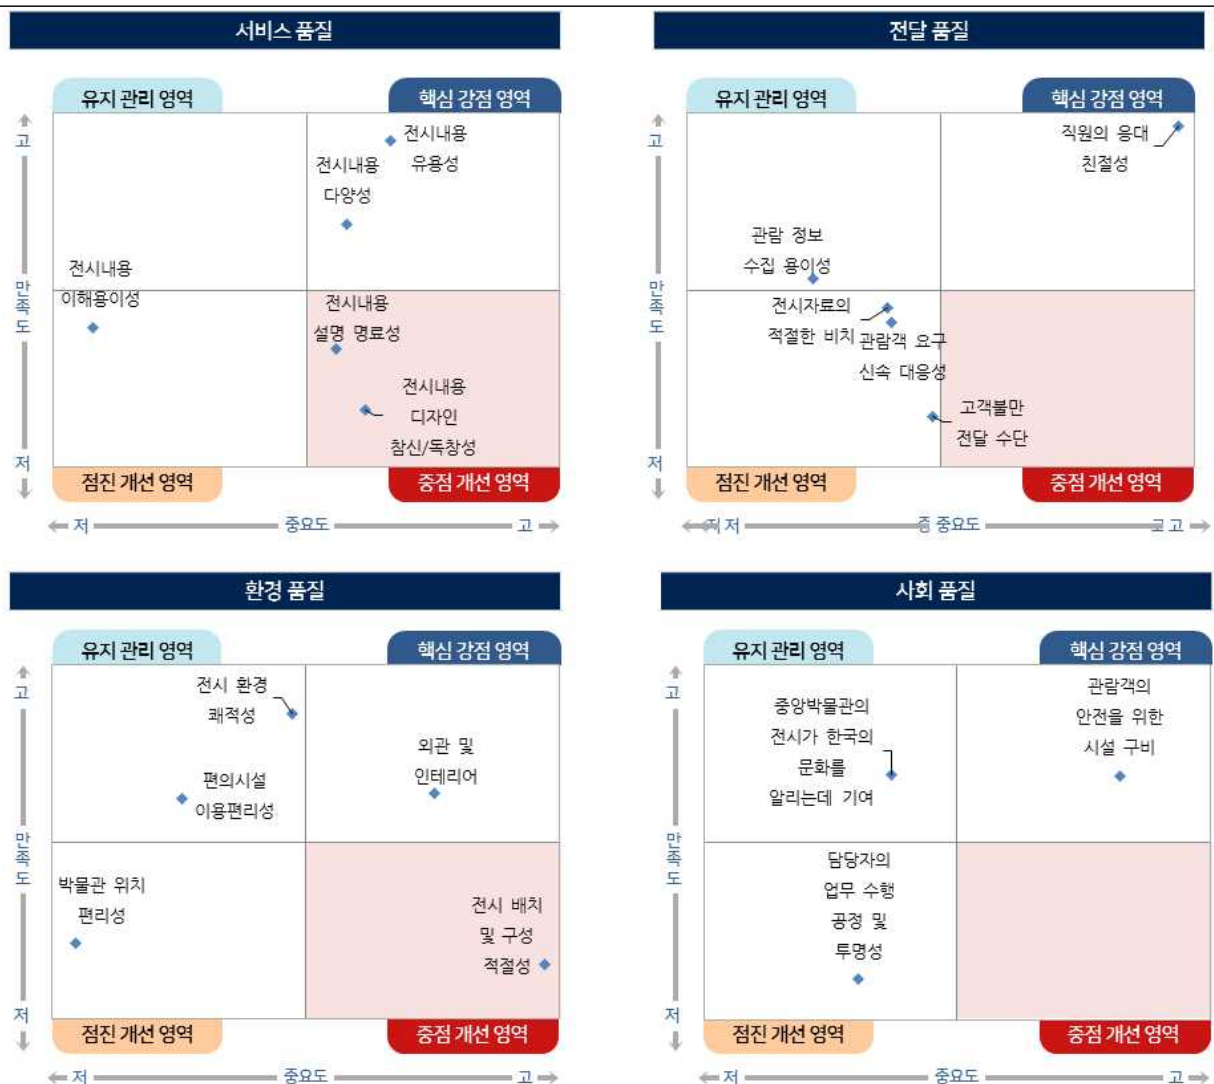 서비스 품질
유지 관리 영역
핵심 강점 영역
고
만족도
저
전시내용
유용성
전시내용
다양성
전시내용
이해용이성
전시내용
설명 명료성
전시내용
디자인
참신/독창성
점진 개선 영역
중점 개선 영역
저 중요도 고
전달 품질
유지 관리 영역
핵심 강점 영역
고
만족도
저
직원의 응대
친절성
관람 정보
수집 용이성
전시자료의
적절한 비치
관람객 요구
신속 대응성
고객불만
전달 수단
점진 개선 영역
중점 개선 영역
저 중요도 고
환경 품질
유지 관리 영역
핵심 강점 영역
고
만족도
저
전시 환경
쾌적성
외관 및
인테리어
편의시설
이용편리성
박물관 위치
편리성
전시 배치
및 구성
적절성
점진 개선 영역
중점 개선 영역
저 중요도 고
사회 품질
유지 관리 영역
핵심 강점 영역
고
만족도
저
중앙박물관의
전시가 한국의
문화를
알리는데 기여
관람객의
안전을 위한
시설 구비
담당자의
업무 수행
공정 및
투명성
점진 개선 영역
중점 개선 영역
저 중요도 고